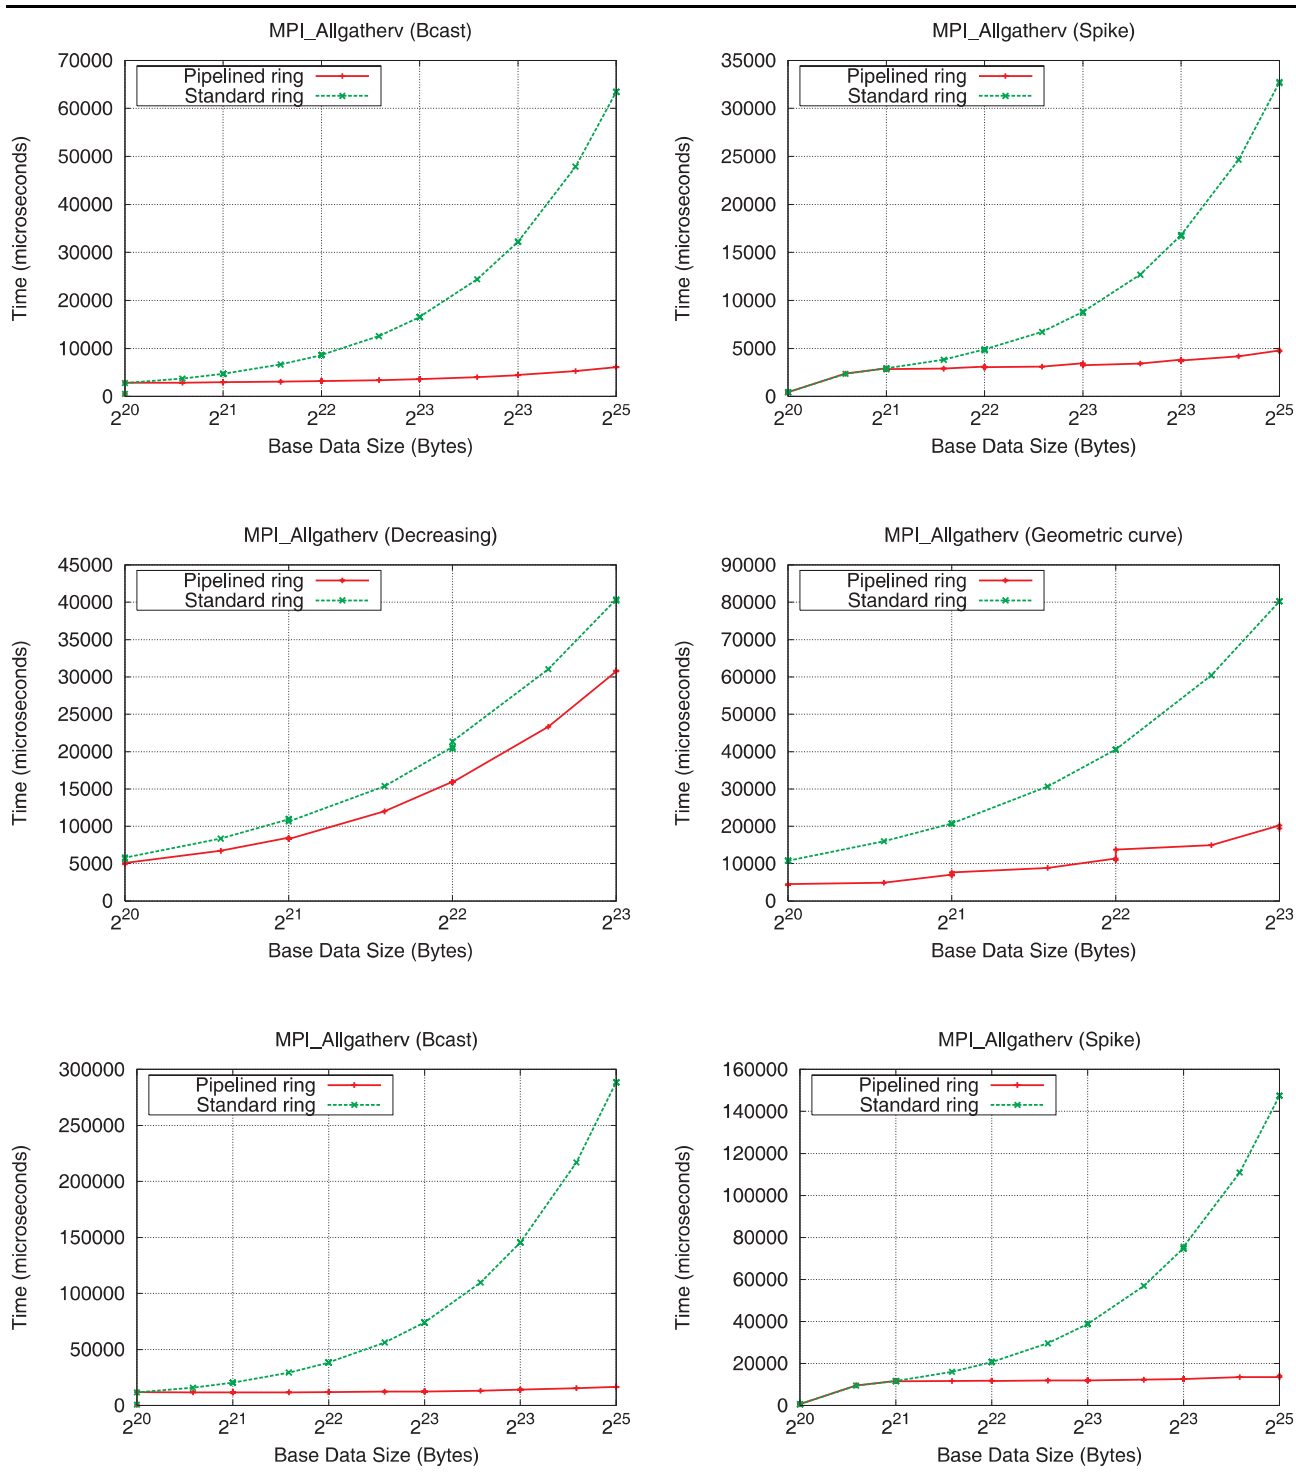 MPI_Allgatherv (Bcast)
70000
60000
50000
40000
30000
20000
10000
0
Time (microseconds)
Pipelined ring
Standard ring
2^20 2^21 2^22 2^23 2^23 2^25
Base Data Size (Bytes)
MPI_Allgatherv (Spike)
35000
30000
25000
20000
15000
10000
5000
0
Time (microseconds)
Pipelined ring
Standard ring
2^20 2^21 2^22 2^23 2^23 2^25
Base Data Size (Bytes)
MPI_Allgatherv (Decreasing)
45000
40000
35000
30000
25000
20000
15000
10000
5000
0
Time (microseconds)
Pipelined ring
Standard ring
2^20 2^21 2^22 2^23
Base Data Size (Bytes)
MPI_Allgatherv (Geometric curve)
90000
80000
70000
60000
50000
40000
30000
20000
10000
0
Time (microseconds)
Pipelined ring
Standard ring
2^20 2^21 2^22 2^23
Base Data Size (Bytes)
MPI_Allgatherv (Bcast)
300000
250000
200000
150000
100000
50000
0
Time (microseconds)
Pipelined ring
Standard ring
2^20 2^21 2^22 2^23 2^23 2^25
Base Data Size (Bytes)
MPI_Allgatherv (Spike)
160000
140000
120000
100000
80000
60000
40000
20000
0
Time (microseconds)
Pipelined ring
Standard ring
2^20 2^21 2^22 2^23 2^23 2^25
Base Data Size (Bytes)